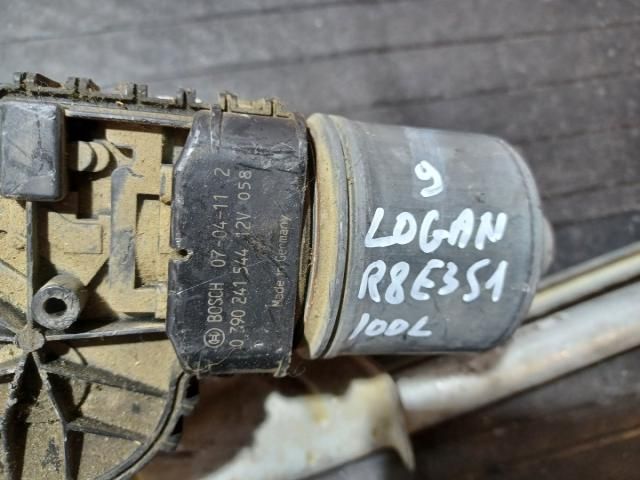 BOSCH 07-04-11 2
0 390 241 544 12V 058
Made in Germany
9
LOGAN
R8E351
100L